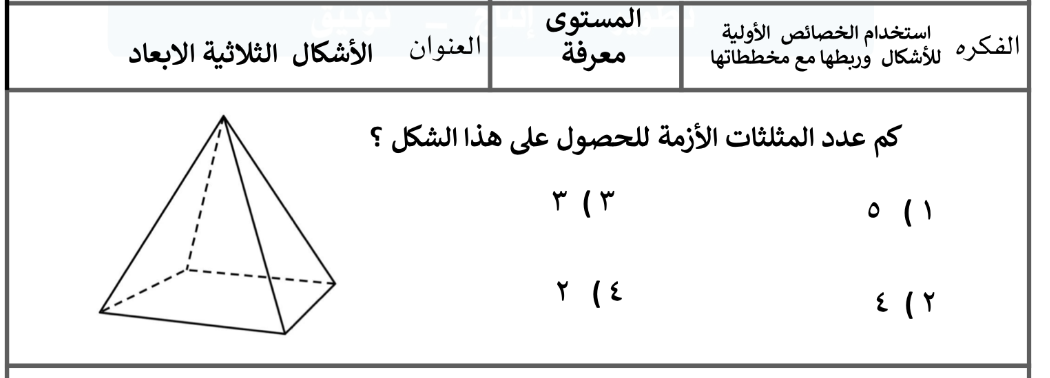 الفكره استخدام الخصائص الأولية للأشكال وربطها مع مخططاتها
المستوى معرفة
العنوان الأشكال الثلاثية الابعاد
كم عدد المثلثات الأزمة للحصول على هذا الشكل ؟
١ ) ٥
٣ ) ٣
٢ ) ٤
٤ ) ٢